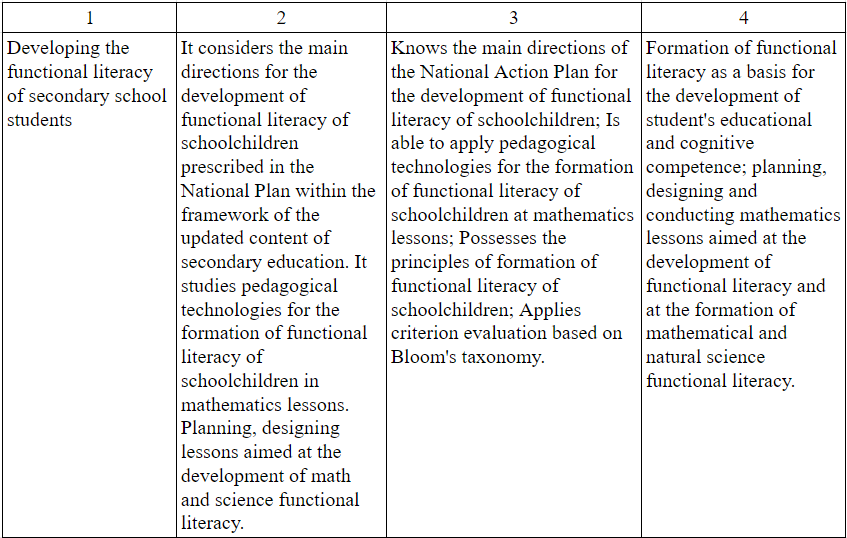 1
2
3
4
Developing the
functional literacy
of secondary school
students
It considers the main
directions for the
development of
functional literacy of
schoolchildren
prescribed in the
National Plan within the
framework of the
updated content of
secondary education. It
studies pedagogical
technologies for the
formation of functional
literacy of
schoolchildren in
mathematics lessons.
Planning, designing
lessons aimed at the
development of math
and science functional
literacy.
Knows the main directions of
the National Action Plan for
the development of functional
literacy of schoolchildren; Is
able to apply pedagogical
technologies for the formation
of functional literacy of
schoolchildren at mathematics
lessons; Possesses the
principles of formation of
functional literacy of
schoolchildren; Applies
criterion evaluation based on
Bloom's taxonomy.
Formation of functional
literacy as a basis for
the development of
student's educational
and cognitive
competence; planning,
designing and
conducting mathematics
lessons aimed at the
development of
functional literacy and
at the formation of
mathematical and
natural science
functional literacy.